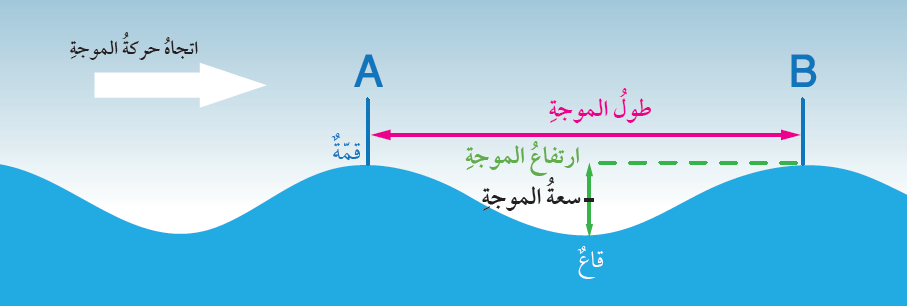 اتجاهُ حركةُ الموجةِ
A
B
طولُ الموجةِ
قمّةٌ
ارتفاعُ الموجةِ
سعةُ الموجةِ
قاعٌ